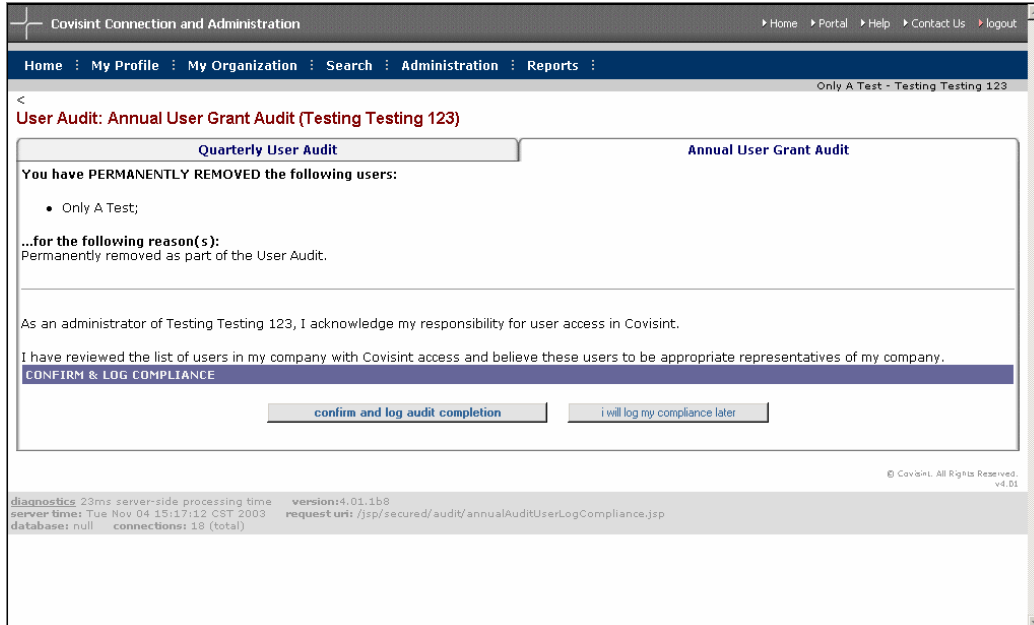 Covisint Connection and Administration
Home Portal Help Contact Us logout
Home My Profile My Organization Search Administration Reports
Only A Test - Testing Testing 123
<
User Audit: Annual User Grant Audit (Testing Testing 123)
Quarterly User Audit Annual User Grant Audit
You have PERMANENTLY REMOVED the following users:
• Only A Test;
...for the following reason(s):
Permanently removed as part of the User Audit.
As an administrator of Testing Testing 123, I acknowledge my responsibility for user access in Covisint.
I have reviewed the list of users in my company with Covisint access and believe these users to be appropriate representatives of my company.
CONFIRM & LOG COMPLIANCE
confirm and log audit completion i will log my compliance later
© Covisint. All Rights Reserved.
v4.01
diagnostics 23ms server-side processing time version:4.01.1b8
server time: Tue Nov 04 15:17:12 CST 2003 request uri: /jsp/secured/audit/annualAuditUserLogCompliance.jsp
database: null connections: 18 (total)